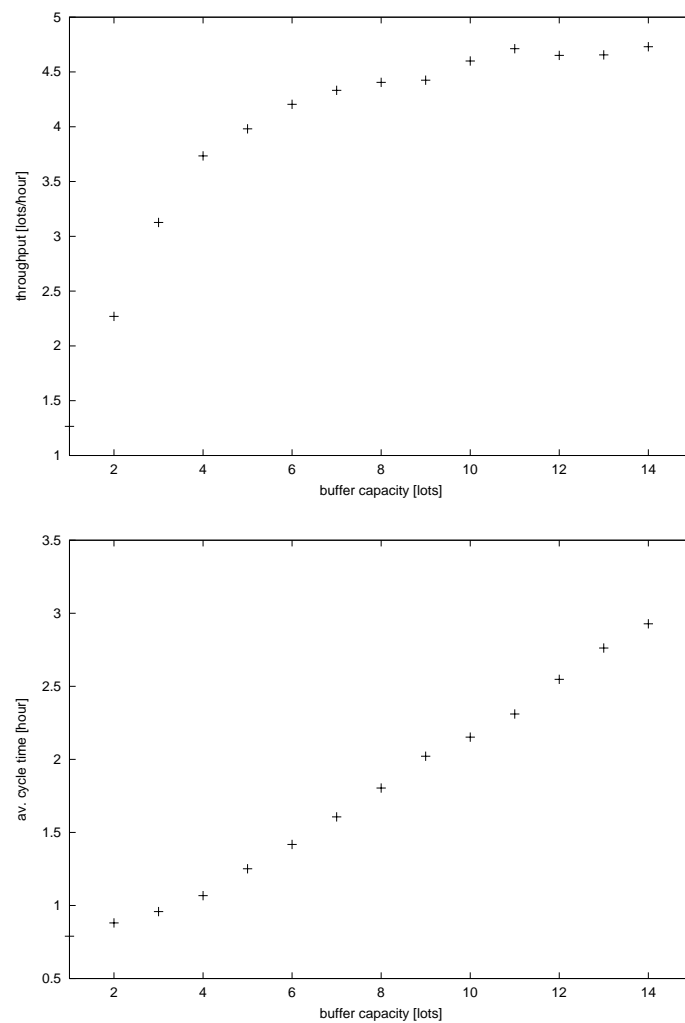 5
4.5
4
3.5
3
2.5
2
1.5
1
throughput [lots/hour]
2 4 6 8 10 12 14
buffer capacity [lots]
3.5
3
2.5
2
1.5
1
0.5
av. cycle time [hour]
2 4 6 8 10 12 14
buffer capacity [lots]